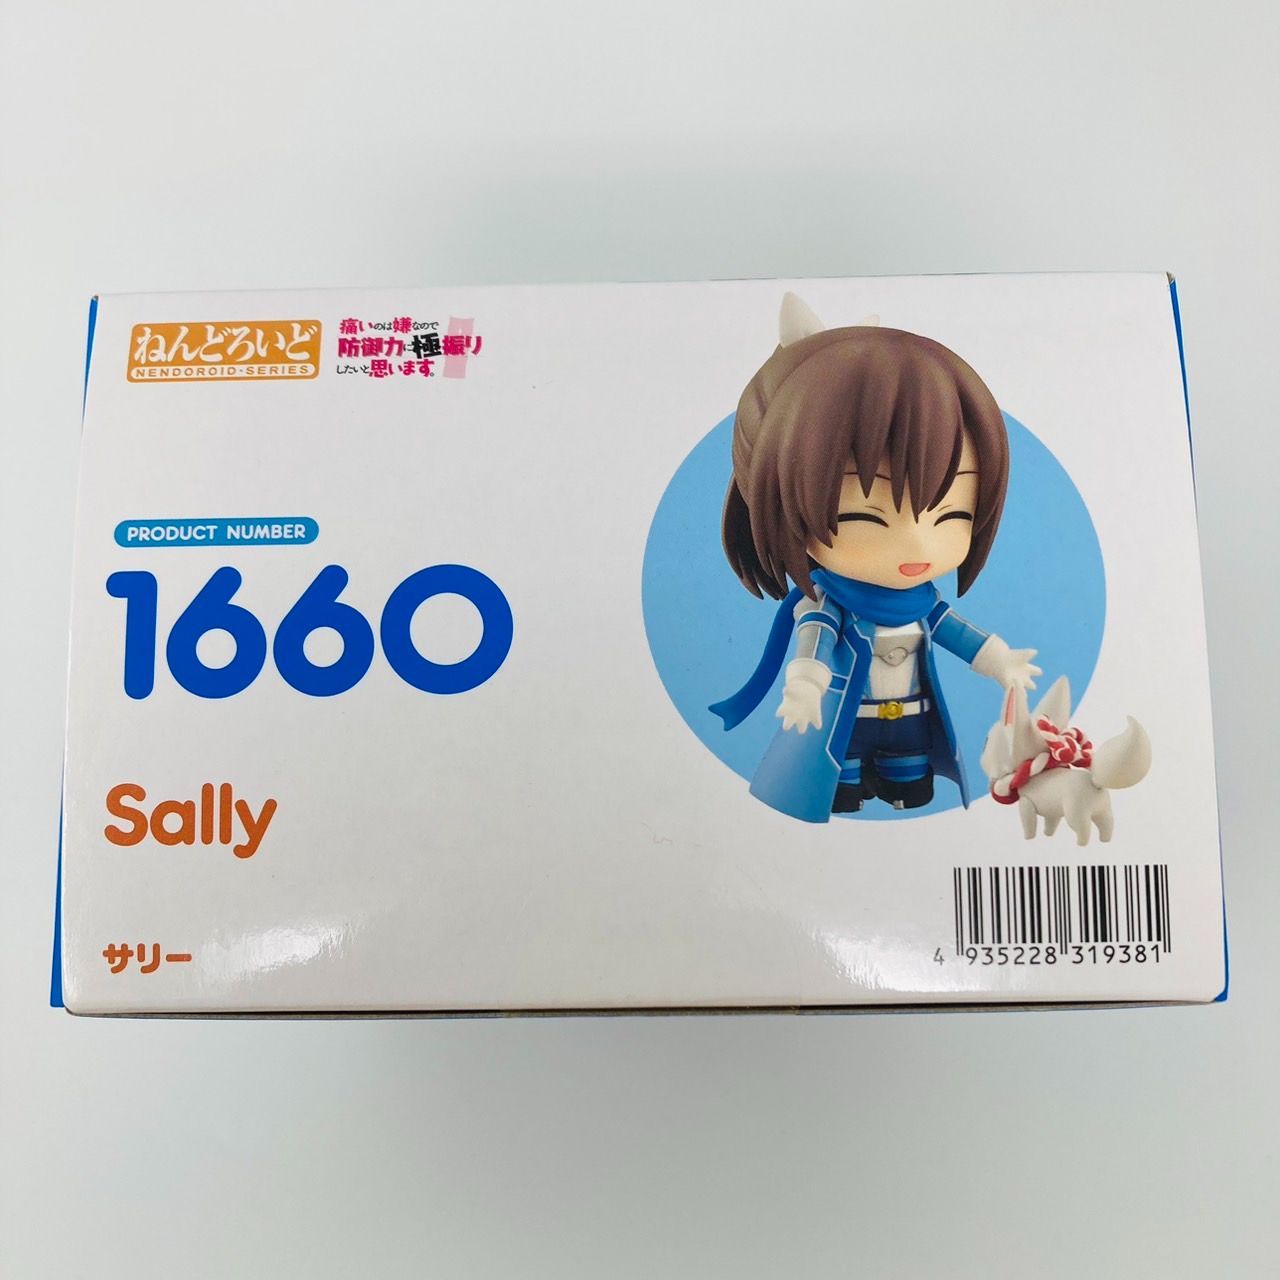 ねんどろいど
NENDOROID-SERIES
痛いのは嫌なので
防御力に極振り
したいと思います。
PRODUCT NUMBER
1660
Sally
サリー
4 935228 319381